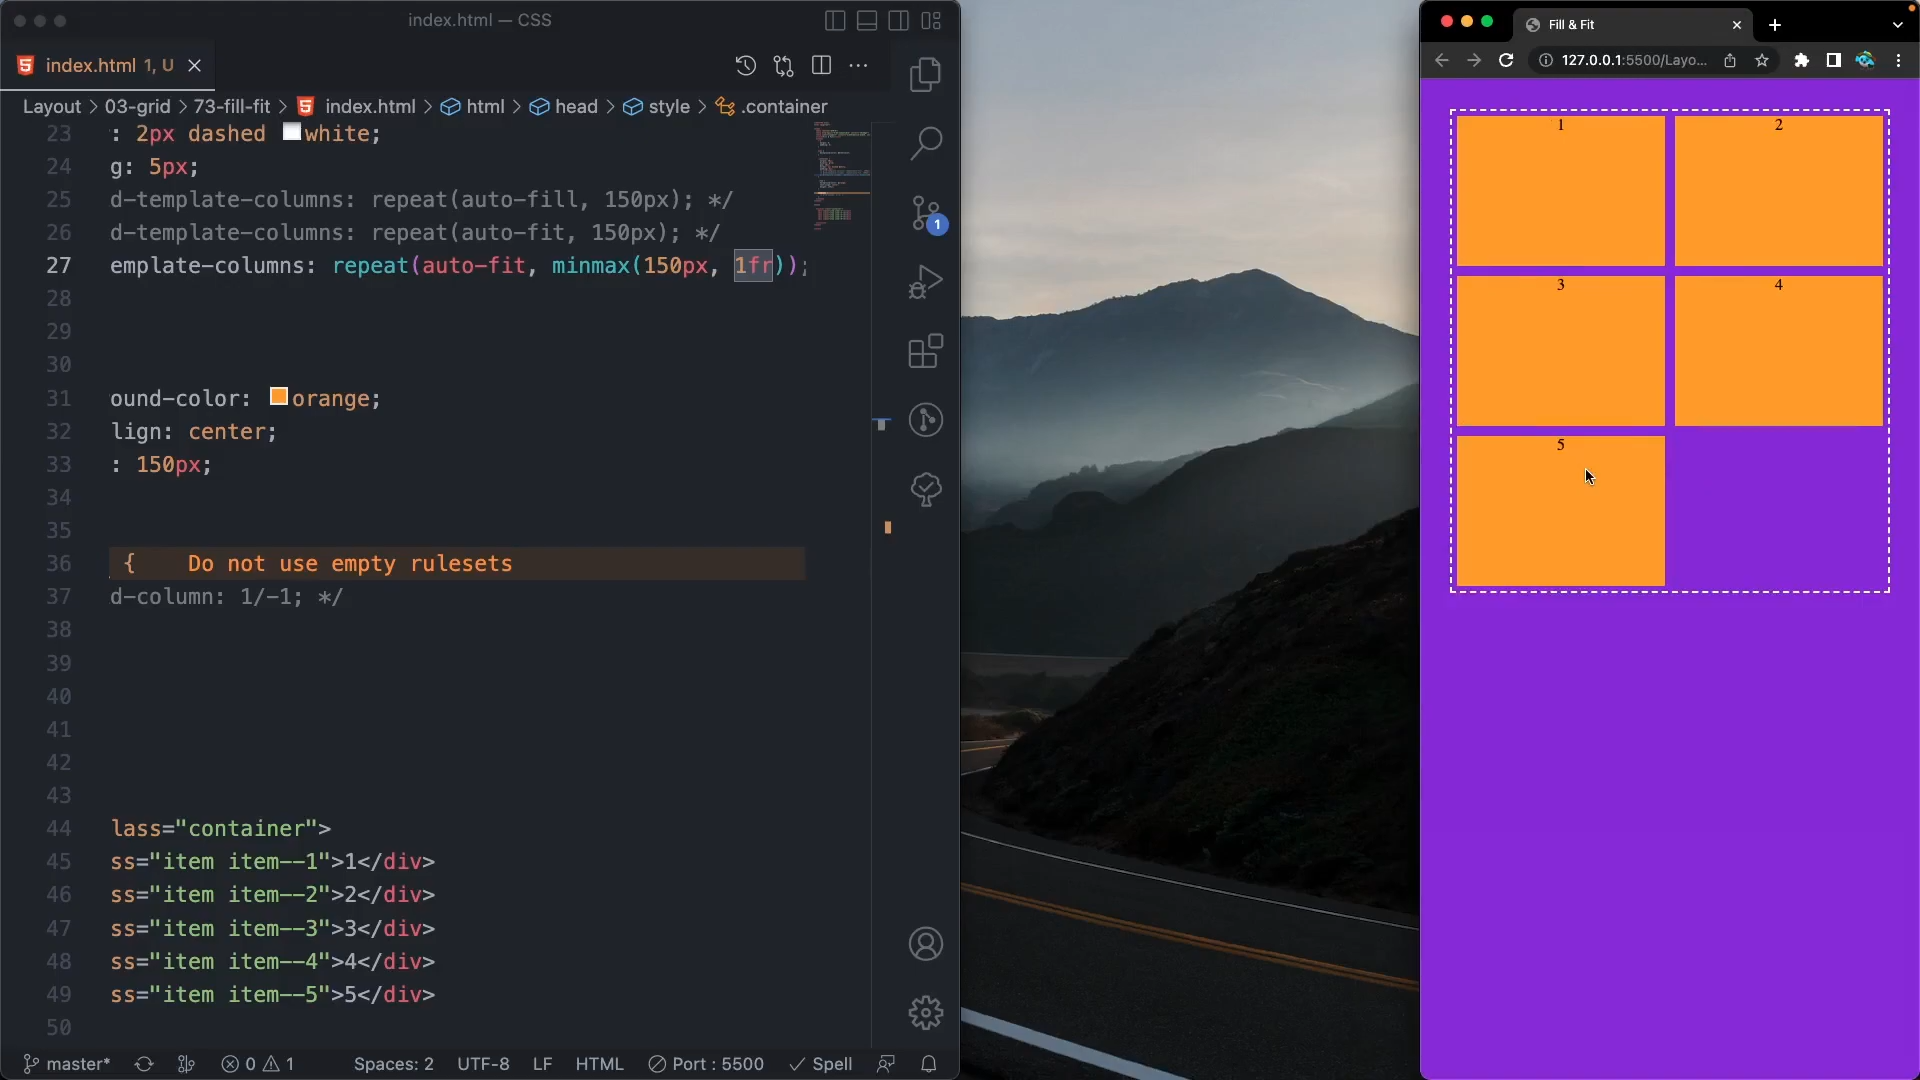 index.html — CSS
index.html 1, U
Layout > 03-grid > 73-fill-fit > index.html > html > head > style > .container
23 : 2px dashed white;
24 g: 5px;
25 d-template-columns: repeat(auto-fill, 150px); */
26 d-template-columns: repeat(auto-fit, 150px); */
27 emplate-columns: repeat(auto-fit, minmax(150px, 1fr));
28
29
30
31 ound-color: orange;
32 lign: center;
33 : 150px;
34
35
36 { Do not use empty rulesets
37 d-column: 1/-1; */
38
39
40
41
42
43
44 lass="container">
45 ss="item item--1">1</div>
46 ss="item item--2">2</div>
47 ss="item item--3">3</div>
48 ss="item item--4">4</div>
49 ss="item item--5">5</div>
50
1
master* 0 1 Spaces: 2 UTF-8 LF HTML Port : 5500 Spell
Fill & Fit
127.0.0.1:5500/Layo...
1 2
3 4
5